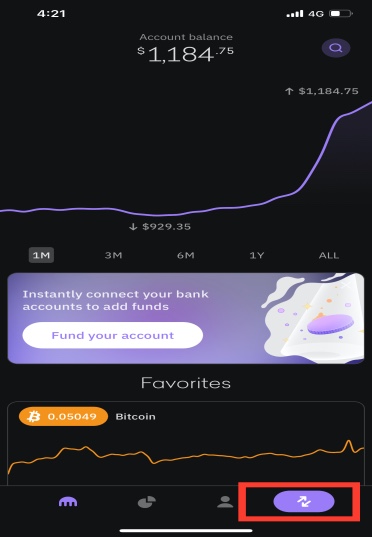 4:21
4G
Account balance
$1,184.75
↑ $1,184.75
↓ $929.35
1M 3M 6M 1Y ALL
Instantly connect your bank
accounts to add funds
Fund your account
Favorites
0.05049 Bitcoin